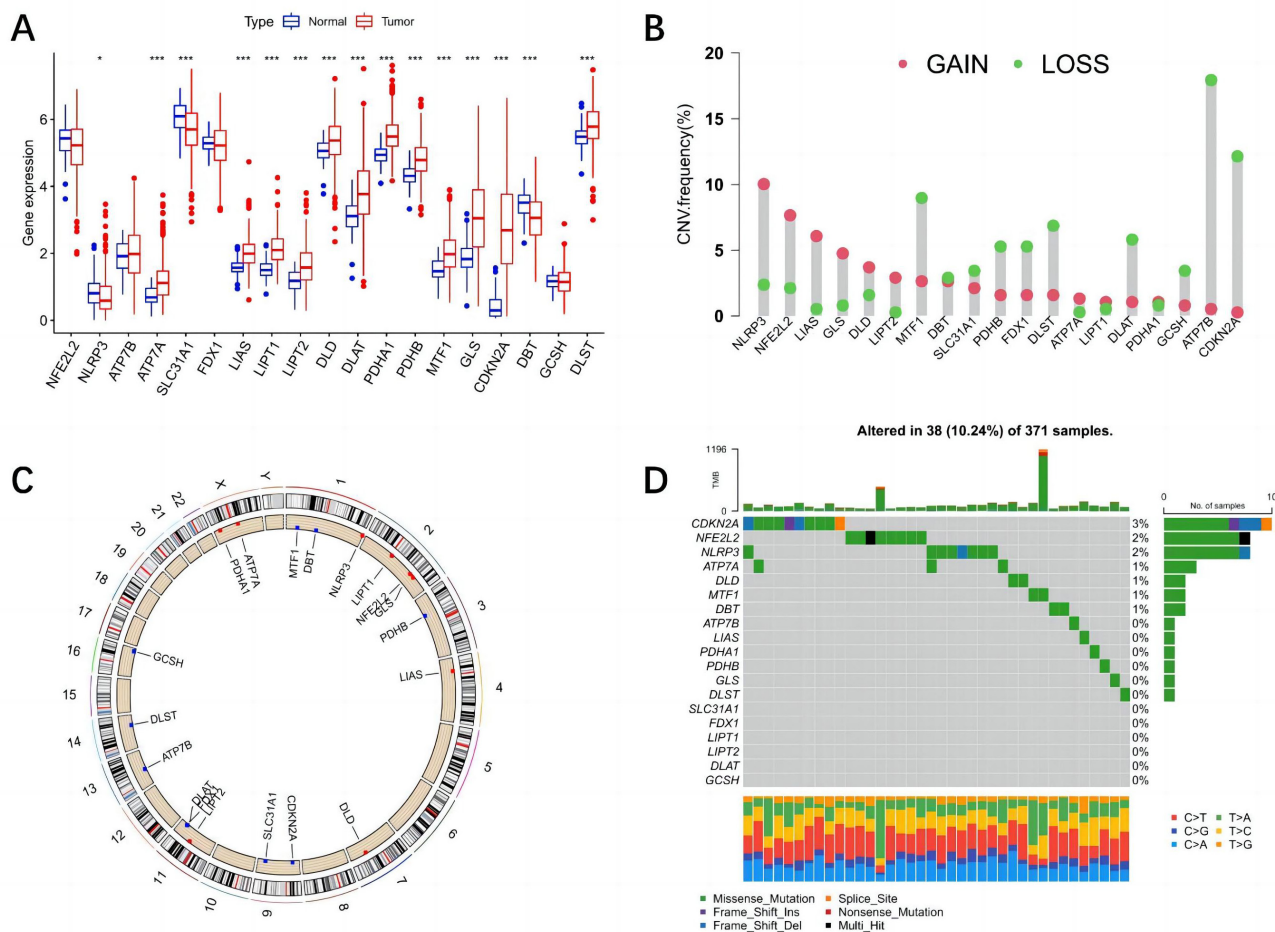 A
Type Normal Tumor
* *** *** *** *** *** *** *** *** *** *** *** *** *** ***
Gene expression
6
4
2
0
NFE2L2 NLRP3 ATP7B ATP7A SLC31A1 FDX1 LIAS LIPT1 LIPT2 DLD DLAT PDHA1 PDHB MTF1 GLS CDKN2A DBT GCSH DLST
B
GAIN LOSS
CNV.frequency(%)
20
15
10
5
0
NLRP3 NFE2L2 LIAS GLS DLD LIPT2 MTF1 DBT SLC31A1 PDHB FDX1 DLST ATP7A LIPT1 DLAT PDHA1 GCSH ATP7B CDKN2A
C
1 2 3 4 5 6 7 8 9 10 11 12 13 14 15 16 17 18 19 20 21 22 X Y
MTF1
DBT
NLRP3
LIPT1
NFE2L2
GLS
PDHB
LIAS
DLD
CDKN2A
SLC31A1
LIPT2
FDX1
DLAT
ATP7B
DLST
GCSH
PDHA1
ATP7A
D
Altered in 38 (10.24%) of 371 samples.
1196
TMB
0
0 No. of samples 10
CDKN2A 3%
NFE2L2 2%
NLRP3 2%
ATP7A 1%
DLD 1%
MTF1 1%
DBT 1%
ATP7B 0%
LIAS 0%
PDHA1 0%
PDHB 0%
GLS 0%
DLST 0%
SLC31A1 0%
FDX1 0%
LIPT1 0%
LIPT2 0%
DLAT 0%
GCSH 0%
C>T T>A
C>G T>C
C>A T>G
Missense_Mutation Splice_Site
Frame_Shift_Ins Nonsense_Mutation
Frame_Shift_Del Multi_Hit